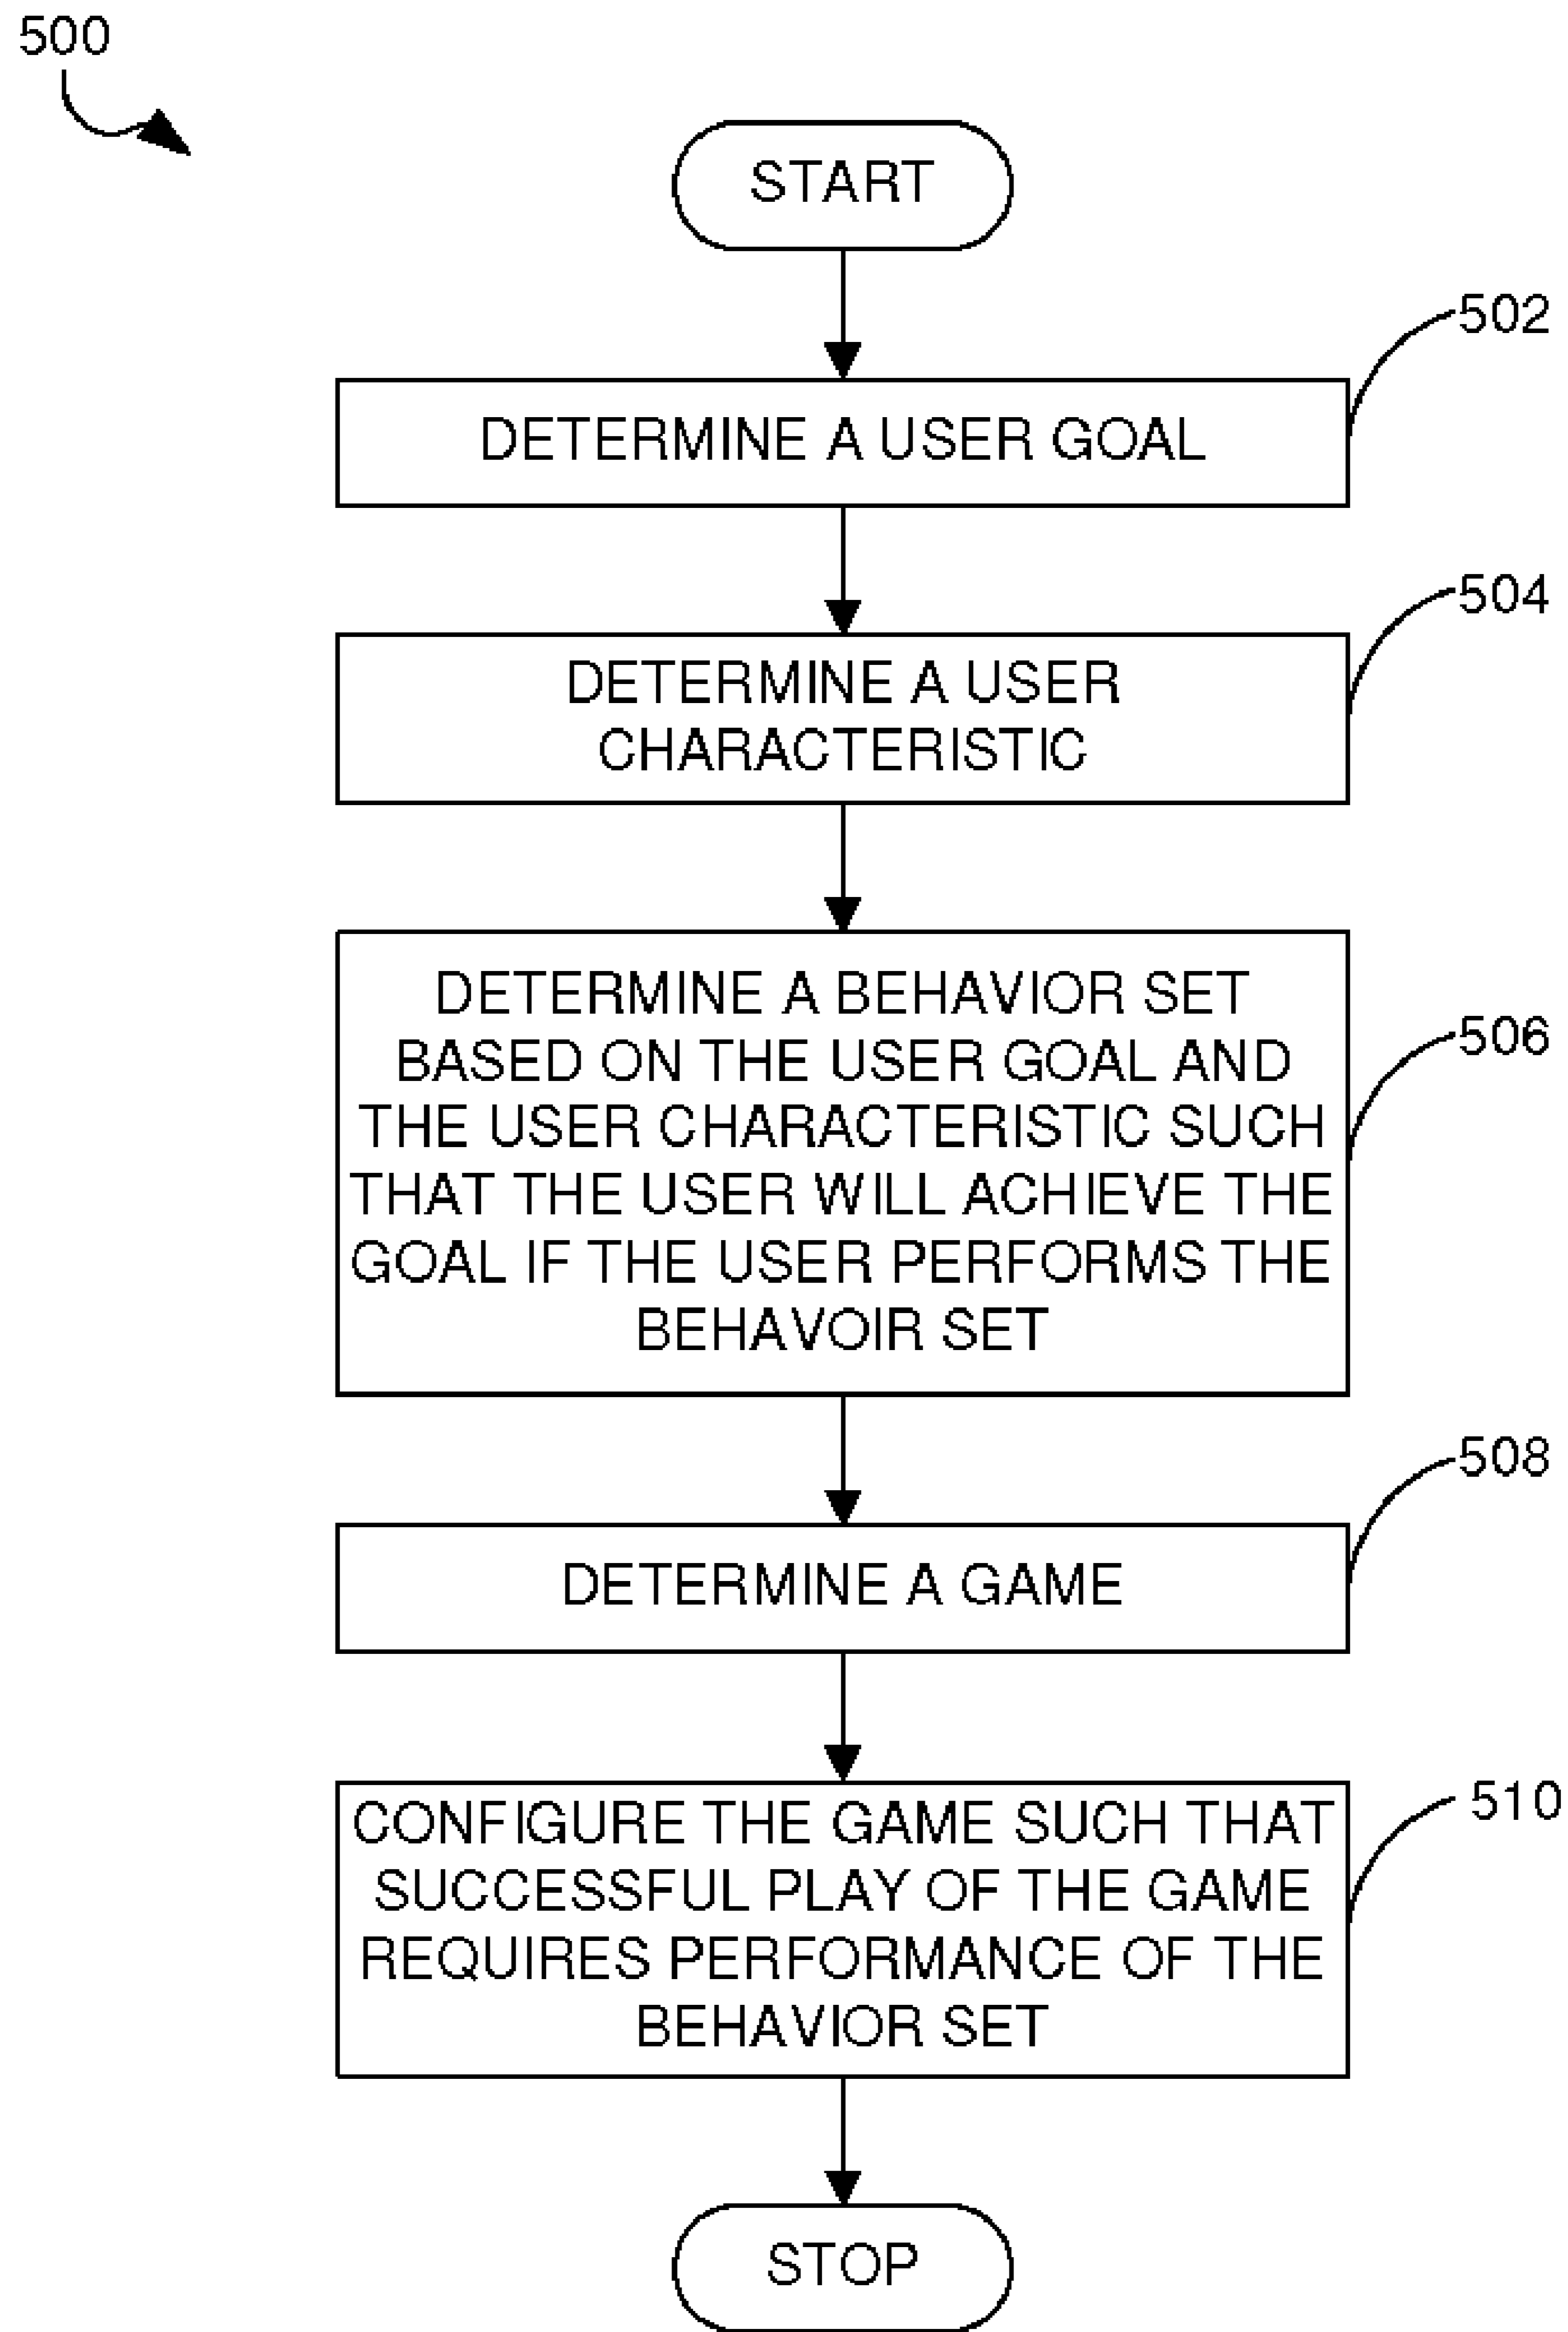 500
START
502
DETERMINE A USER GOAL
504
DETERMINE A USER
CHARACTERISTIC
DETERMINE A BEHAVIOR SET
BASED ON THE USER GOAL AND
THE USER CHARACTERISTIC SUCH
THAT THE USER WILL ACHIEVE THE
GOAL IF THE USER PERFORMS THE
BEHAVOIR SET
506
508
DETERMINE A GAME
510
CONFIGURE THE GAME SUCH THAT
SUCCESSFUL PLAY OF THE GAME
REQUIRES PERFORMANCE OF THE
BEHAVIOR SET
STOP